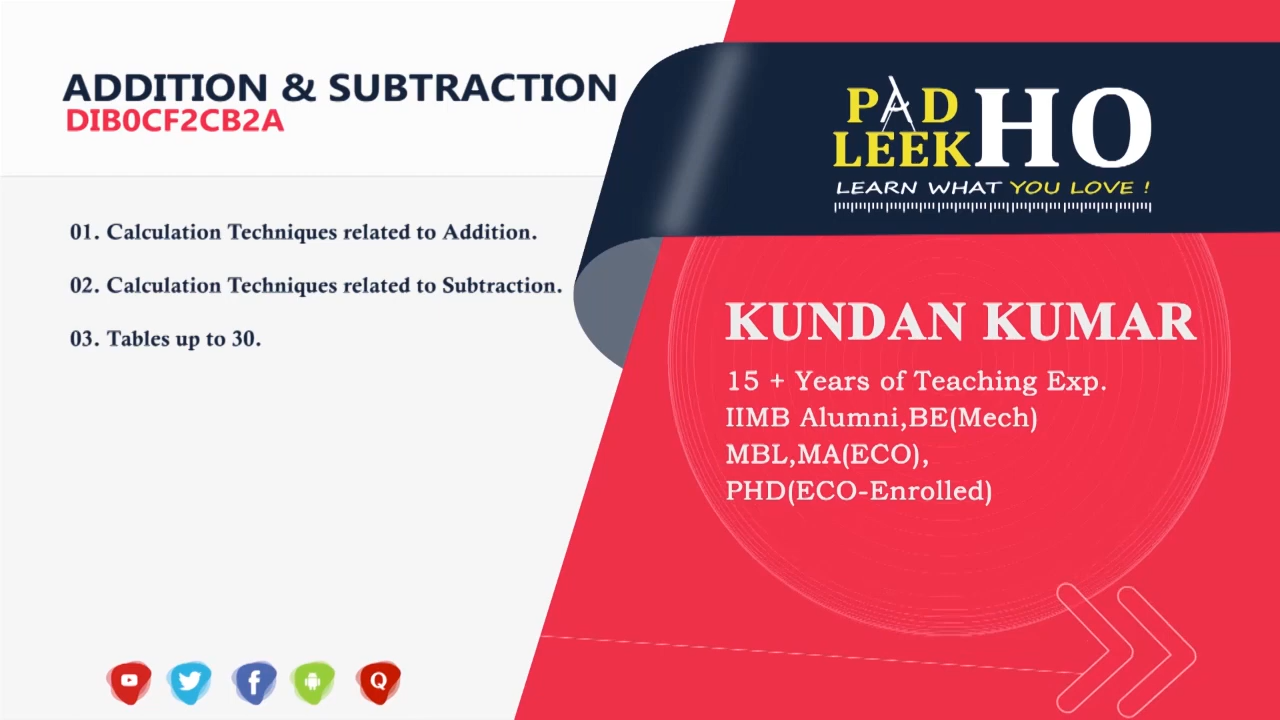 ADDITION & SUBTRACTION
DIB0CF2CB2A
01. Calculation Techniques related to Addition.
02. Calculation Techniques related to Subtraction.
03. Tables up to 30.
PAD
LEEK
HO
LEARN WHAT YOU LOVE !
KUNDAN KUMAR
15 + Years of Teaching Exp.
IIMB Alumni,BE(Mech)
MBL,MA(ECO),
PHD(ECO-Enrolled)